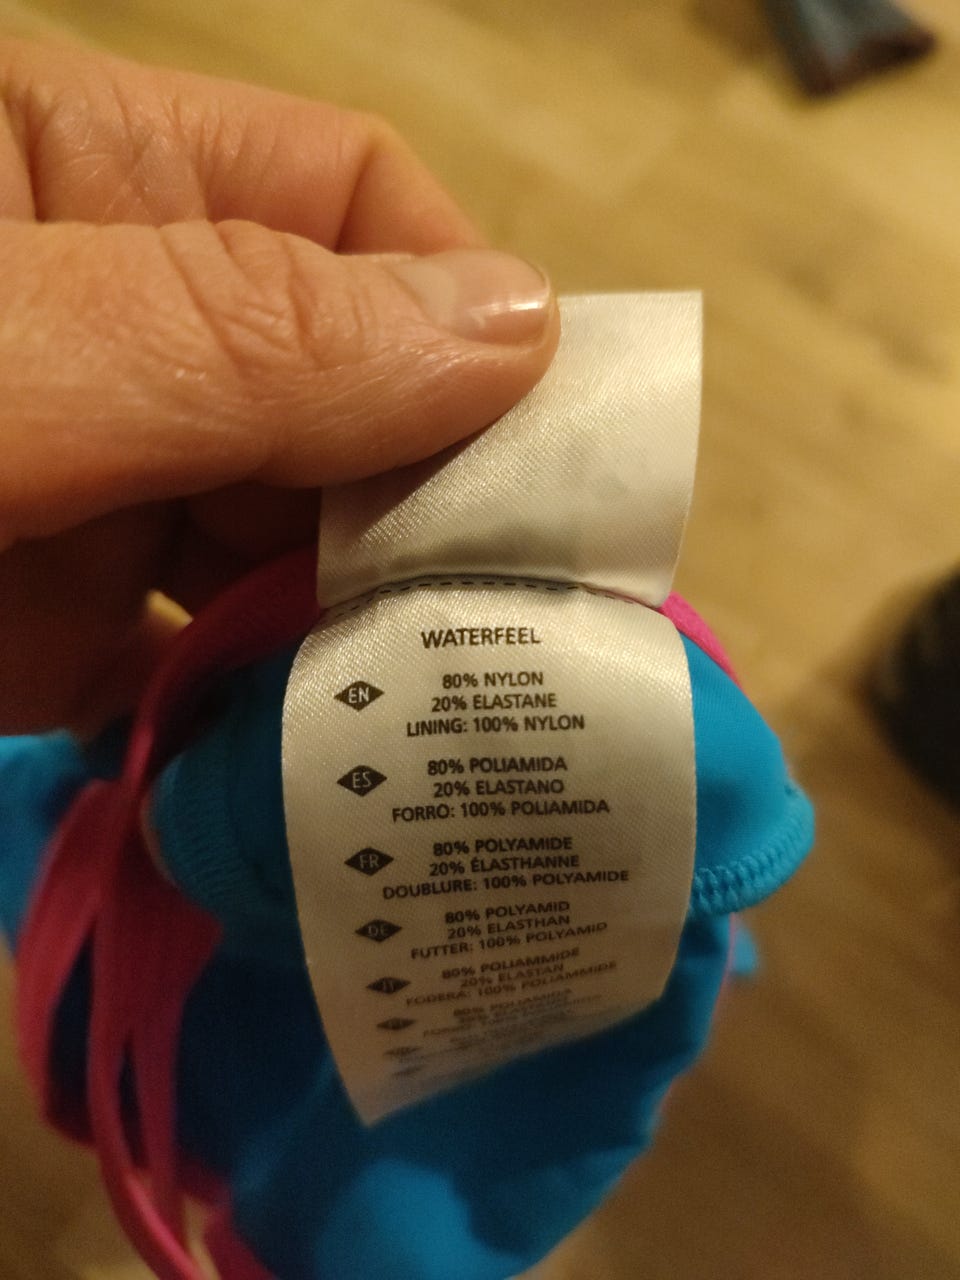 WATERFEEL
EN
80% NYLON
20% ELASTANE
LINING: 100% NYLON
ES
80% POLIAMIDA
20% ELASTANO
FORRO: 100% POLIAMIDA
FR
80% POLYAMIDE
20% ÉLASTHANNE
DOUBLURE: 100% POLYAMIDE
DE
80% POLYAMID
20% ELASTHAN
FUTTER: 100% POLYAMID
IT
80% POLIAMMIDE
20% ELASTAN
FODERA: 100% POLIAMMIDE
80% POLIAMIDA